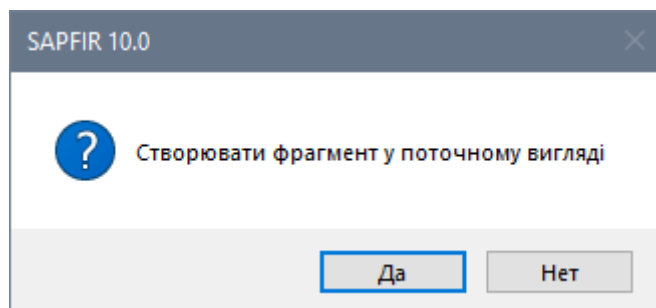 SAPFIR 10.0
?
Створювати фрагмент у поточному вигляді
Да
Нет